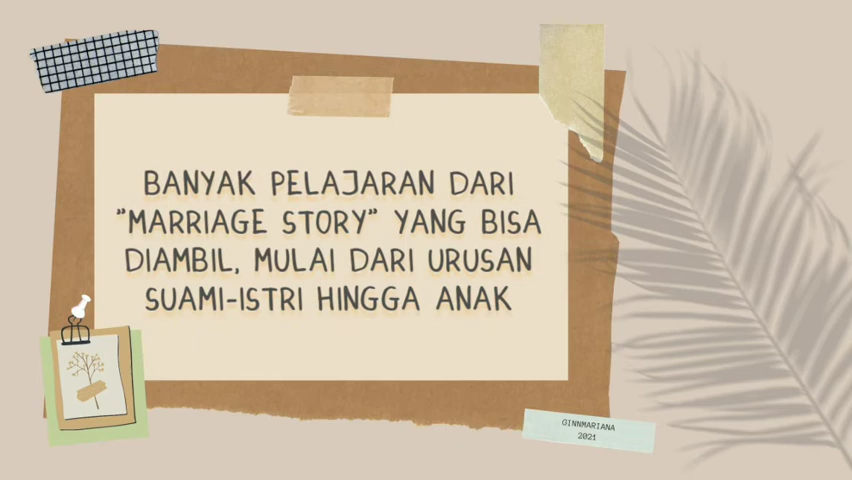 BANYAK PELAJARAN DARI
"MARRIAGE STORY" YANG BISA
DIAMBIL, MULAI DARI URUSAN
SUAMI-ISTRI HINGGA ANAK
GINNMARIANA
2021